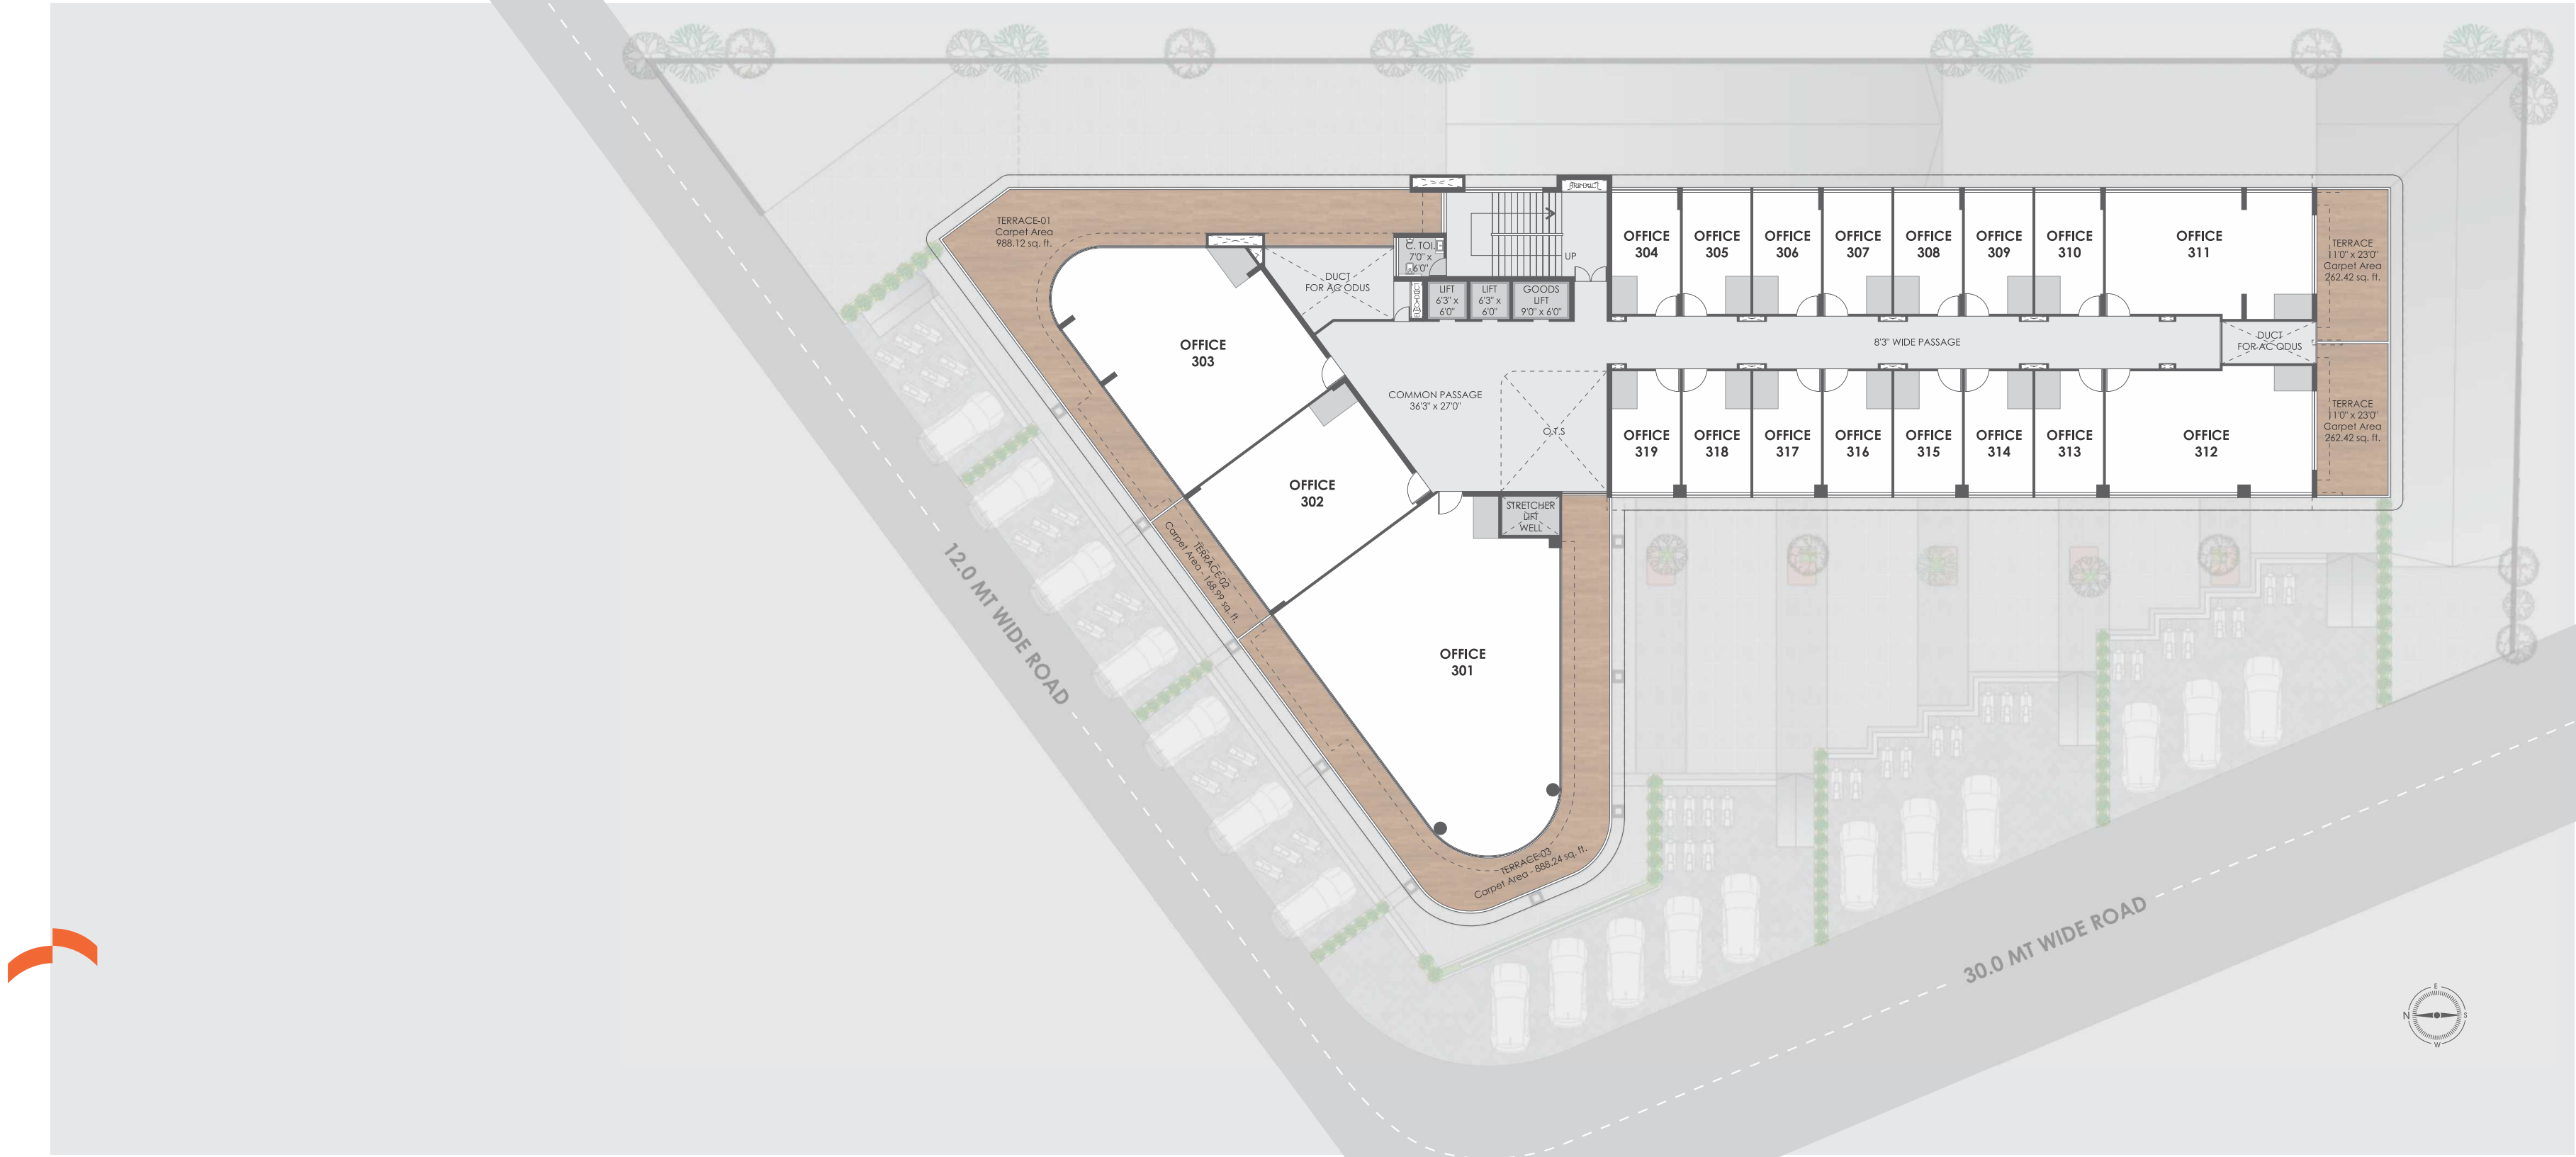 TERRACE-01
Carpet Area
988.12 sq. ft.
C. TOI.
7'0" x
6'0"
UP
DUCT
FOR AC ODUS
LIFT
6'3" x
6'0"
LIFT
6'3" x
6'0"
GOODS
LIFT
9'0" x 6'0"
OFFICE
304
OFFICE
305
OFFICE
306
OFFICE
307
OFFICE
308
OFFICE
309
OFFICE
310
OFFICE
311
TERRACE
11'0" x 23'0"
Carpet Area
262.42 sq. ft.
OFFICE
303
8'3" WIDE PASSAGE
DUCT
FOR AC ODUS
COMMON PASSAGE
36'3" x 27'0"
O.T.S
TERRACE
11'0" x 23'0"
Carpet Area
262.42 sq. ft.
OFFICE
319
OFFICE
318
OFFICE
317
OFFICE
316
OFFICE
315
OFFICE
314
OFFICE
313
OFFICE
312
OFFICE
302
STRETCHER
LIFT
WELL
TERRACE-02
Carpet Area - 168.99 sq. ft.
12.0 MT WIDE ROAD
OFFICE
301
TERRACE-03
Carpet Area - 888.24 sq. ft.
30.0 MT WIDE ROAD
E
N
S
W